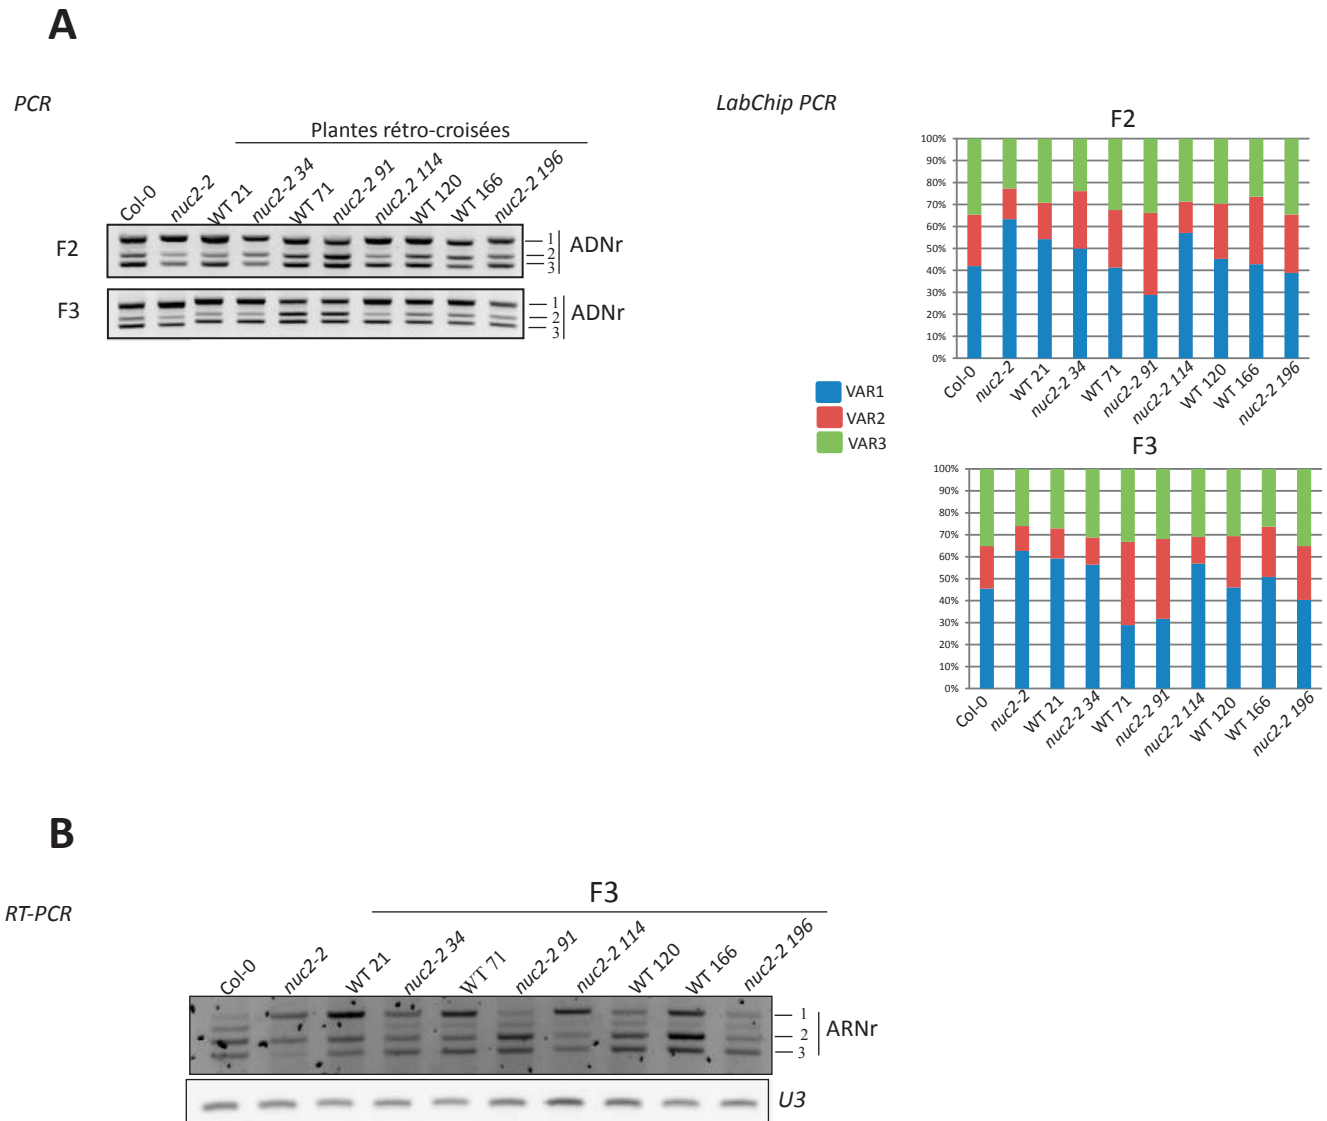 A
PCR
Plantes rétro-croisées
Col-0
nuc2-2
WT 21
nuc2-2 34
WT 71
nuc2-2 91
nuc2.2 114
WT 120
WT 166
nuc2-2 196
F2
1
2
3
ADNr
F3
1
2
3
ADNr
LabChip PCR
F2
100%
90%
80%
70%
60%
50%
40%
30%
20%
10%
0%
Col-0
nuc2-2
WT 21
nuc2-2 34
WT 71
nuc2-2 91
nuc2-2 114
WT 120
WT 166
nuc2-2 196
VAR1
VAR2
VAR3
F3
100%
90%
80%
70%
60%
50%
40%
30%
20%
10%
0%
Col-0
nuc2-2
WT 21
nuc2-2 34
WT 71
nuc2-2 91
nuc2-2 114
WT 120
WT 166
nuc2-2 196
B
RT-PCR
F3
Col-0
nuc2-2
WT 21
nuc2-2 34
WT 71
nuc2-2 91
nuc2-2 114
WT 120
WT 166
nuc2-2 196
1
2
3
ARNr
U3